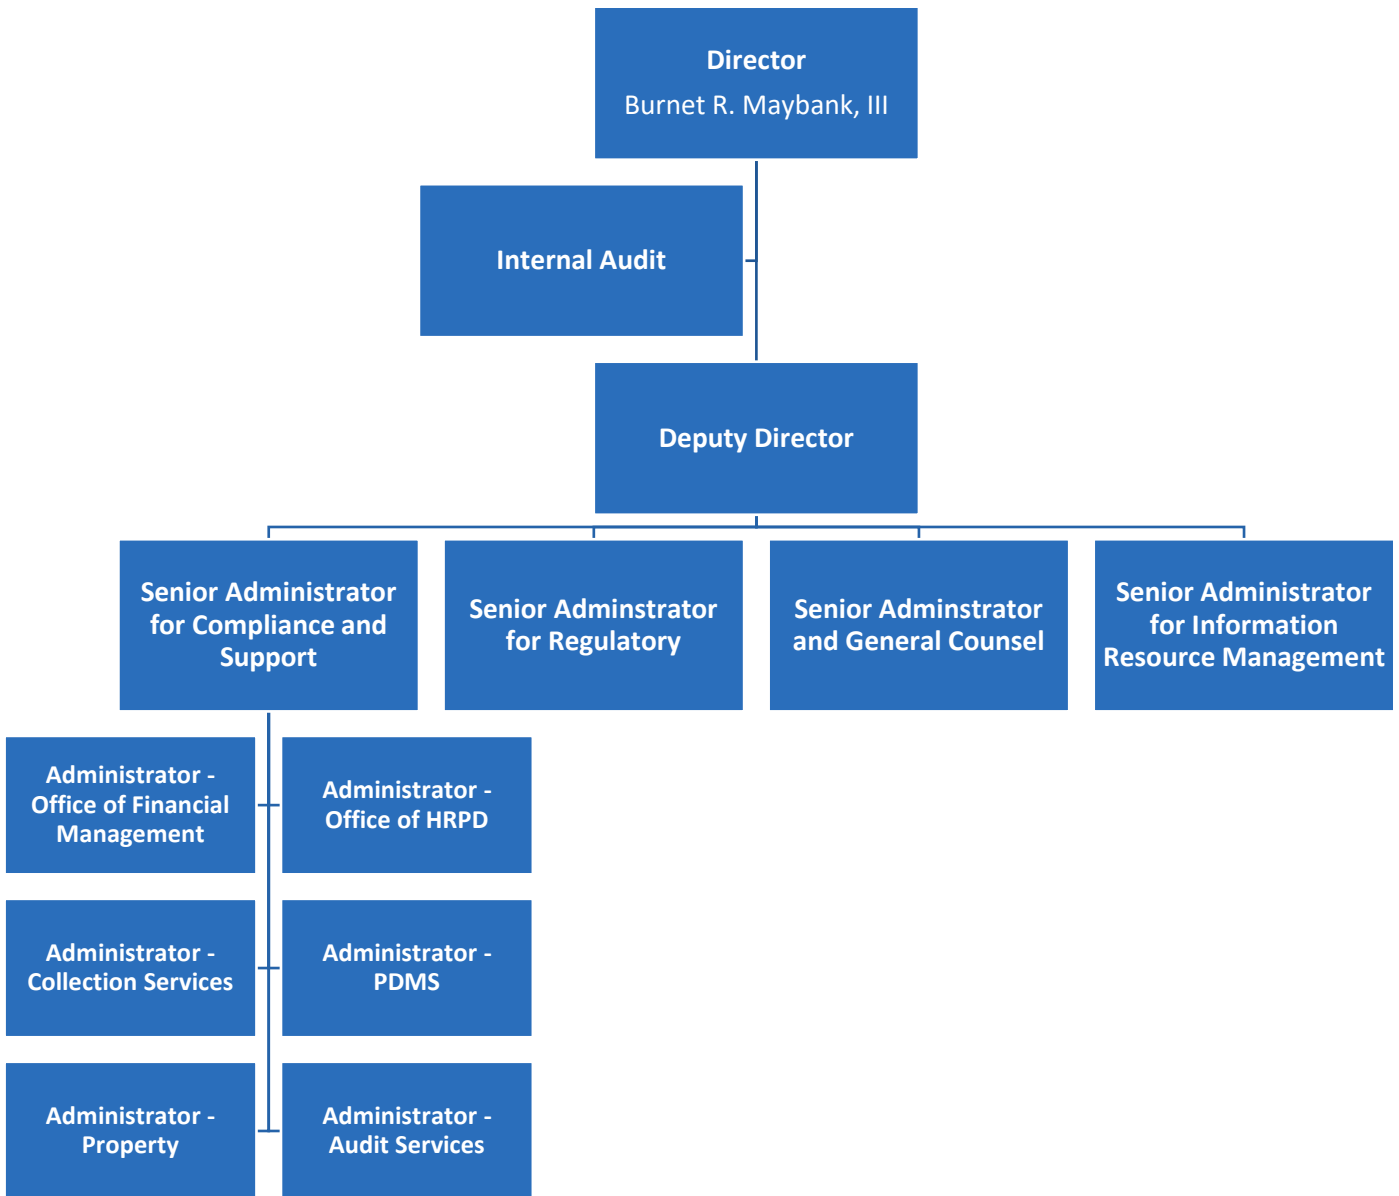 Director
Burnet R. Maybank, III
Internal Audit
Deputy Director
Senior Administrator
for Compliance and
Support
Senior Adminstrator
for Regulatory
Senior Adminstrator
and General Counsel
Senior Administrator
for Information
Resource Management
Administrator -
Office of Financial
Management
Administrator -
Office of HRPD
Administrator -
Collection Services
Administrator -
PDMS
Administrator -
Property
Administrator -
Audit Services